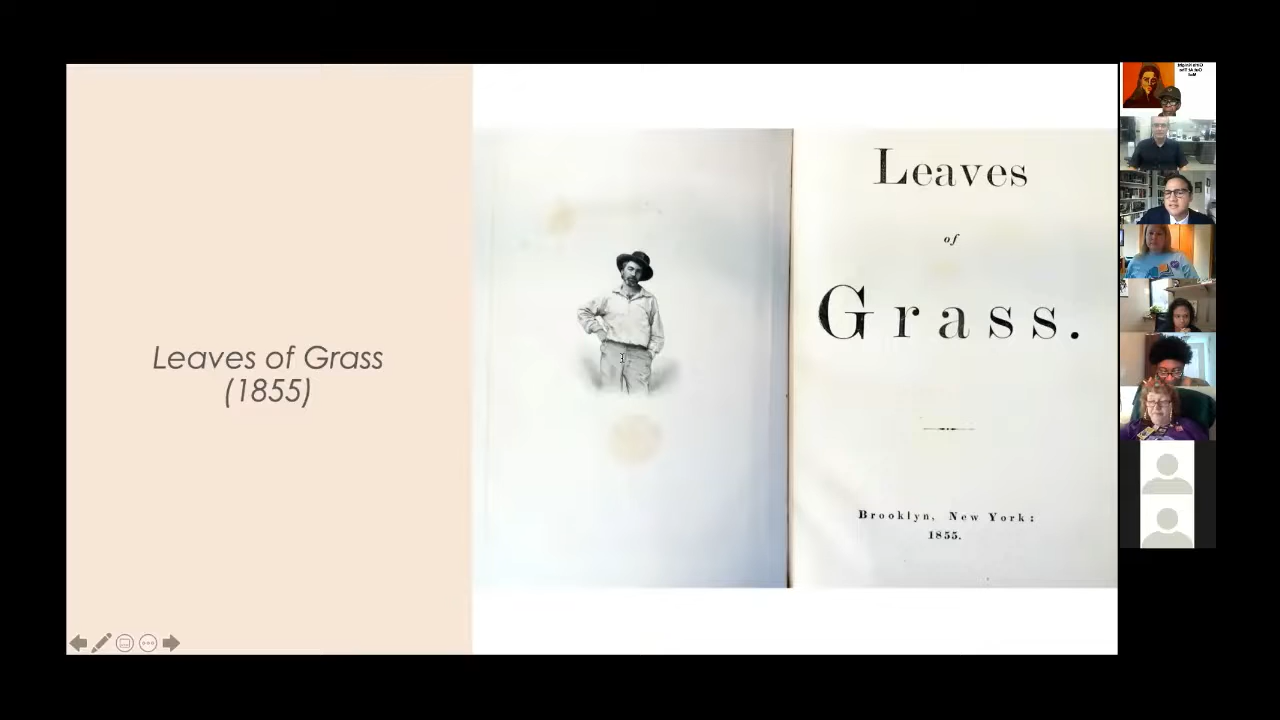 Leaves of Grass
(1855)
Leaves
of
Grass.
Brooklyn, New York:
1855.